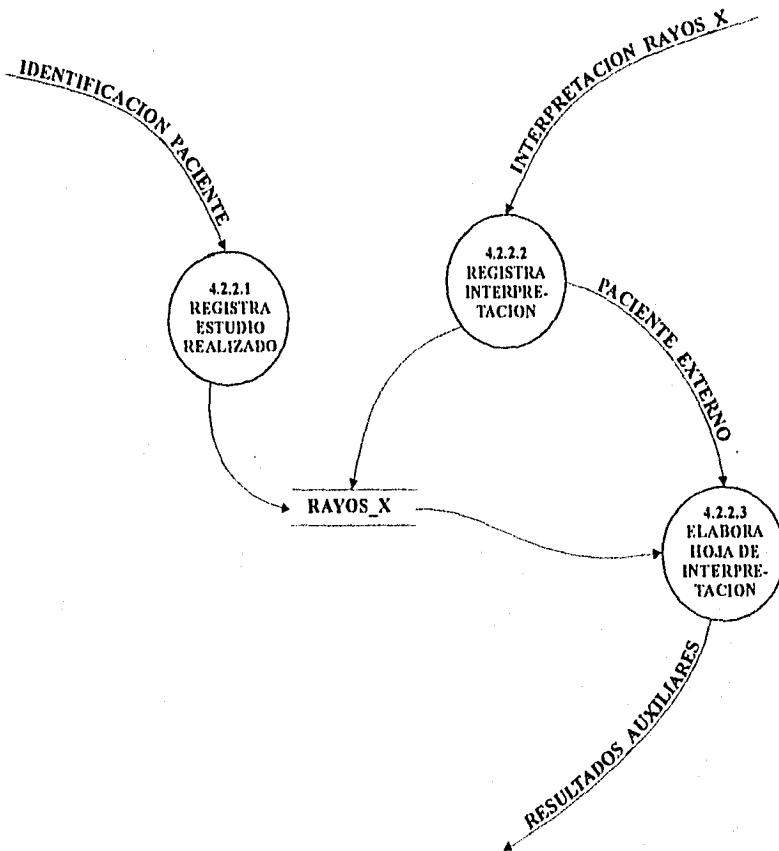 IDENTIFICACION PACIENTE
INTERPRETACION RAYOS_X
4.2.2.1
REGISTRA
ESTUDIO
REALIZADO
4.2.2.2
REGISTRA
INTERPRE-
TACION
PACIENTE EXTERNO
RAYOS_X
4.2.2.3
ELABORA
HOJA DE
INTERPRE-
TACION
RESULTADOS AUXILIARES